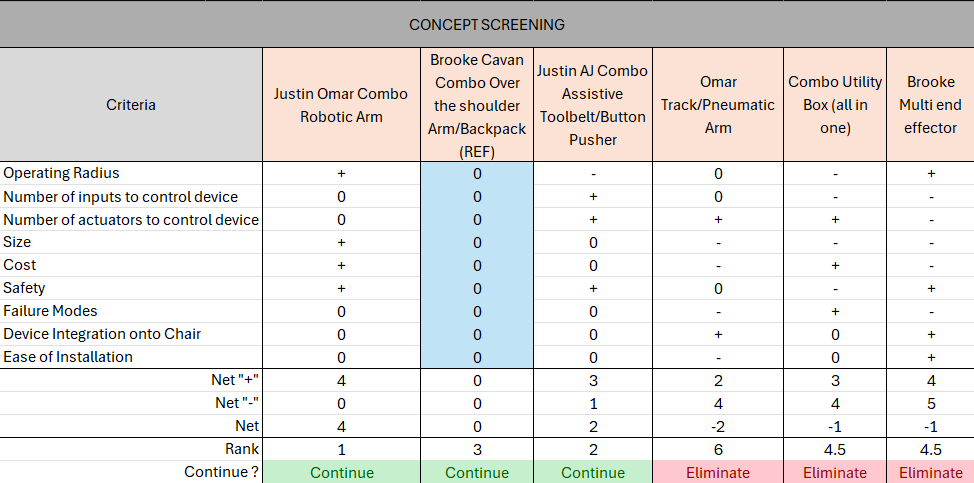 CONCEPT SCREENING
Criteria
Justin Omar Combo
Robotic Arm
Brooke Cavan
Combo Over
the shoulder
Arm/Backpack
(REF)
Justin AJ Combo
Assistive
Toolbelt/Button
Pusher
Omar
Track/Pneumatic
Arm
Combo Utility
Box (all in
one)
Brooke
Multi end
effector
Operating Radius + 0 - 0 - +
Number of inputs to control device 0 0 + 0 - -
Number of actuators to control device 0 0 + + + -
Size + 0 0 - - -
Cost + 0 0 - + -
Safety + 0 + 0 - +
Failure Modes 0 0 0 - + -
Device Integration onto Chair 0 0 0 + 0 +
Ease of Installation 0 0 0 - 0 +
Net "+" 4 0 3 2 3 4
Net "-" 0 0 1 4 4 5
Net 4 0 2 -2 -1 -1
Rank 1 3 2 6 4.5 4.5
Continue ? Continue Continue Continue Eliminate Eliminate Eliminate